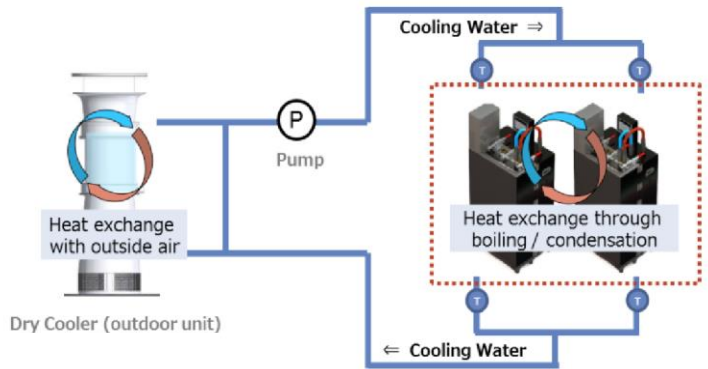 Cooling Water ⇒
T
T
P
Pump
Heat exchange
with outside air
Heat exchange through
boiling / condensation
T
T
Dry Cooler (outdoor unit)
⇐ Cooling Water